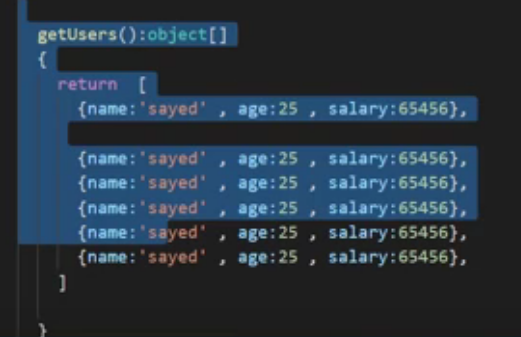 getUsers():object[]
{
return [
{name:'sayed' , age:25 , salary:65456},
{name:'sayed' , age:25 , salary:65456},
{name:'sayed' , age:25 , salary:65456},
{name:'sayed' , age:25 , salary:65456},
{name:'sayed' , age:25 , salary:65456},
{name:'sayed' , age:25 , salary:65456},
]
}